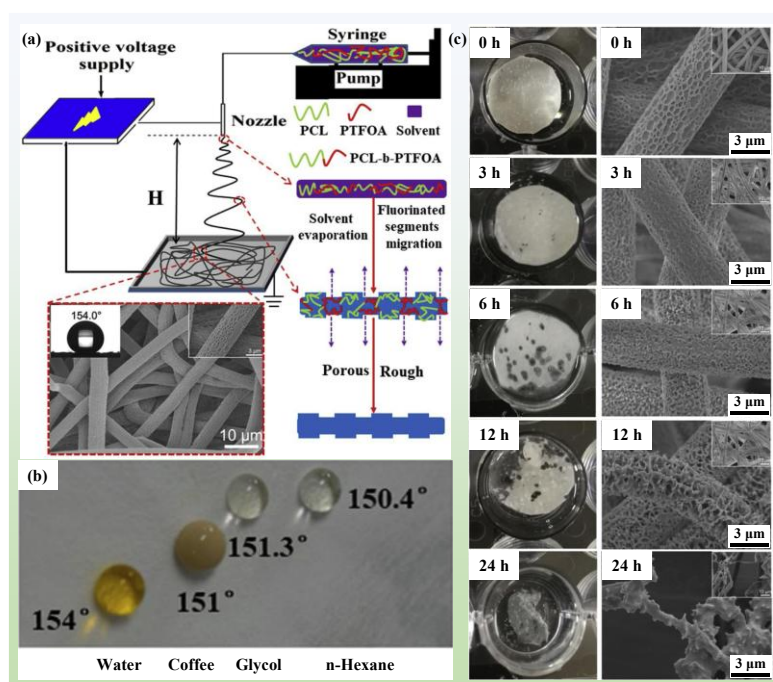 (a)
Positive voltage
supply
Syringe
Pump
Nozzle
PCL PTFOA Solvent
PCL-b-PTFOA
H
Solvent
evaporation
Fluorinated
segments
migration
Porous Rough
154.0°
10 μm
(b)
154°
151°
151.3°
150.4°
Water Coffee Glycol n-Hexane
(c)
0 h
0 h
3 μm
3 h
3 h
3 μm
6 h
6 h
3 μm
12 h
12 h
3 μm
24 h
24 h
3 μm